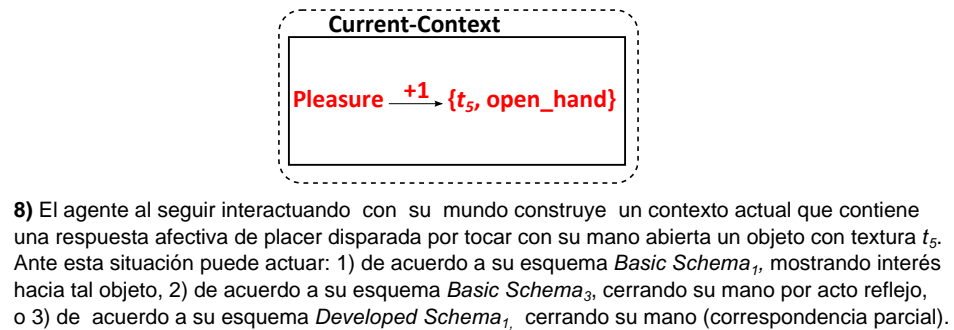 Current-Context
Pleasure +1 {t5, open_hand}
8) El agente al seguir interactuando con su mundo construye un contexto actual que contiene
una respuesta afectiva de placer disparada por tocar con su mano abierta un objeto con textura t5.
Ante esta situación puede actuar: 1) de acuerdo a su esquema Basic Schema1, mostrando interés
hacia tal objeto, 2) de acuerdo a su esquema Basic Schema3, cerrando su mano por acto reflejo,
o 3) de acuerdo a su esquema Developed Schema1, cerrando su mano (correspondencia parcial).